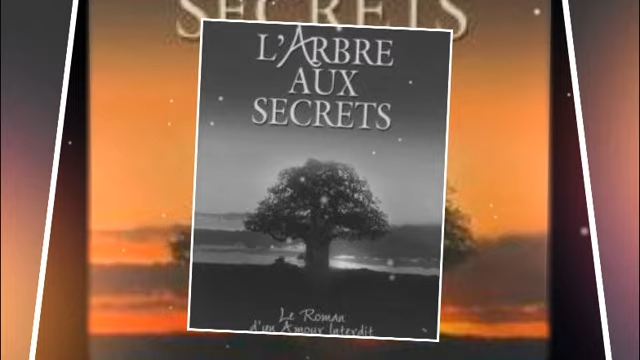 SECRETS
L'ARBRE
AUX
SECRETS
Le Roman
d'un Amour Interdit